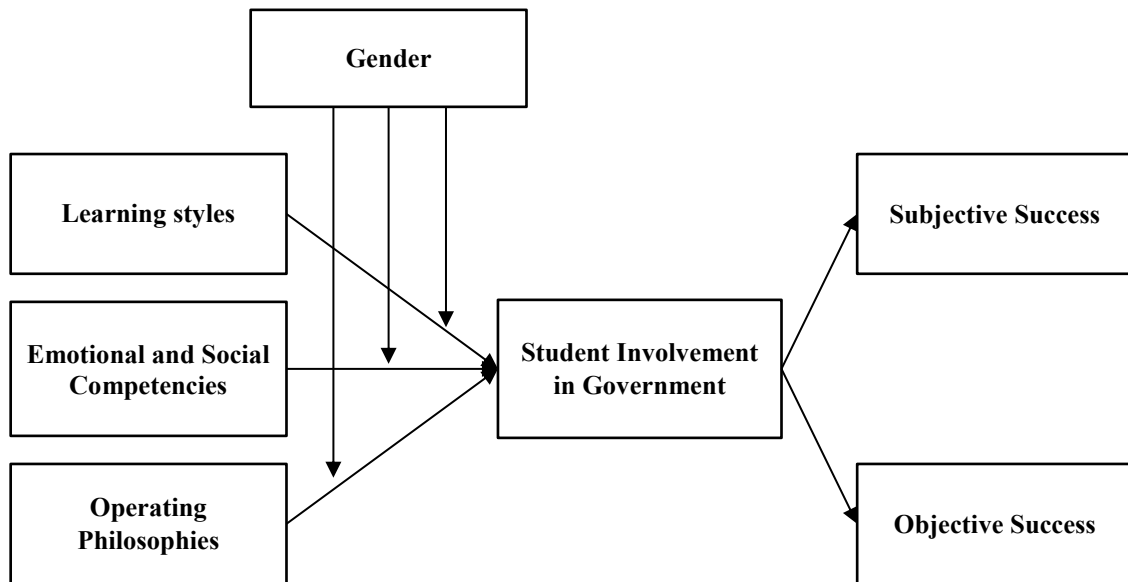 Gender
Learning styles
Emotional and Social
Competencies
Operating
Philosophies
Student Involvement
in Government
Subjective Success
Objective Success